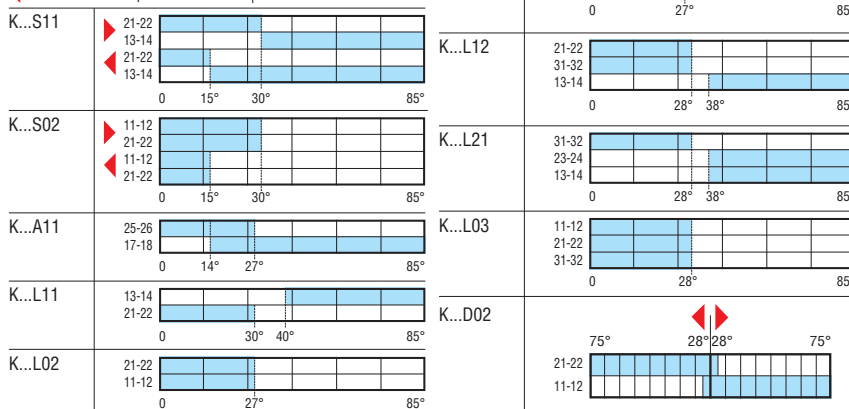 K...S11
21-22
13-14
21-22
13-14
0 15° 30° 85°
K...S02
11-12
21-22
11-12
21-22
0 15° 30° 85°
K...A11
25-26
17-18
0 14° 27° 85°
K...L11
13-14
21-22
0 30° 40° 85°
K...L02
21-22
11-12
0 27° 85°
0 27° 85
K...L12
21-22
31-32
13-14
0 28° 38° 85
K...L21
31-32
23-24
13-14
0 28° 38° 85
K...L03
11-12
21-22
31-32
0 28° 85
K...D02
75° 28° 28° 75°
21-22
11-12